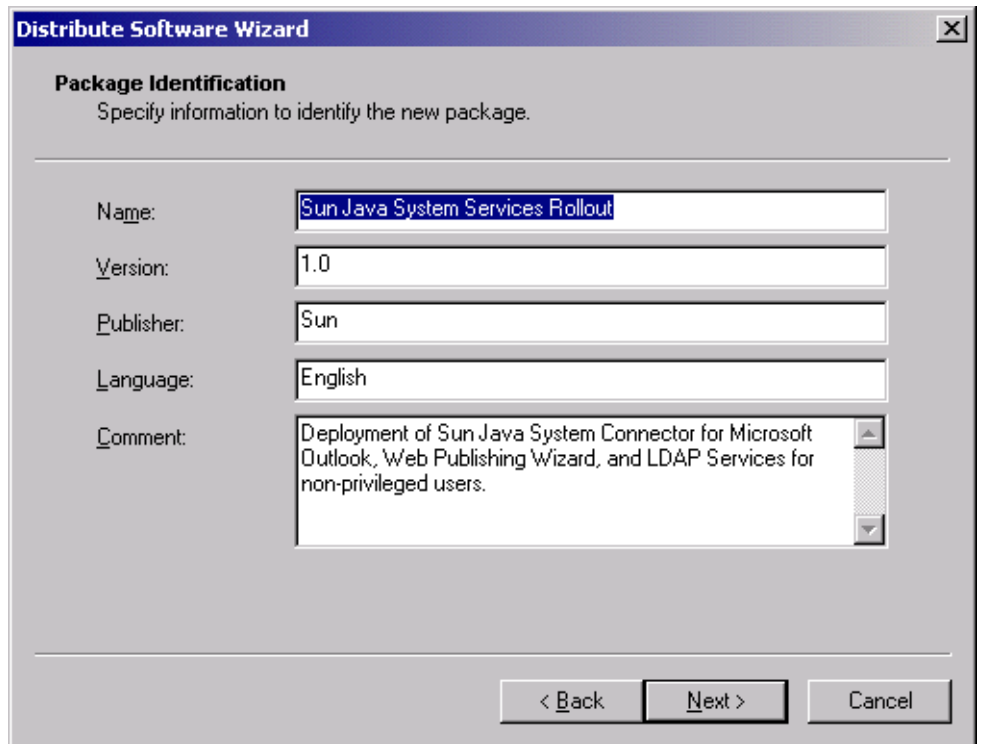 Distribute Software Wizard
Package Identification
Specify information to identify the new package.
Name:
Sun Java System Services Rollout
Version:
1.0
Publisher:
Sun
Language:
English
Comment:
Deployment of Sun Java System Connector for Microsoft
Outlook, Web Publishing Wizard, and LDAP Services for
non-privileged users.
< Back
Next >
Cancel